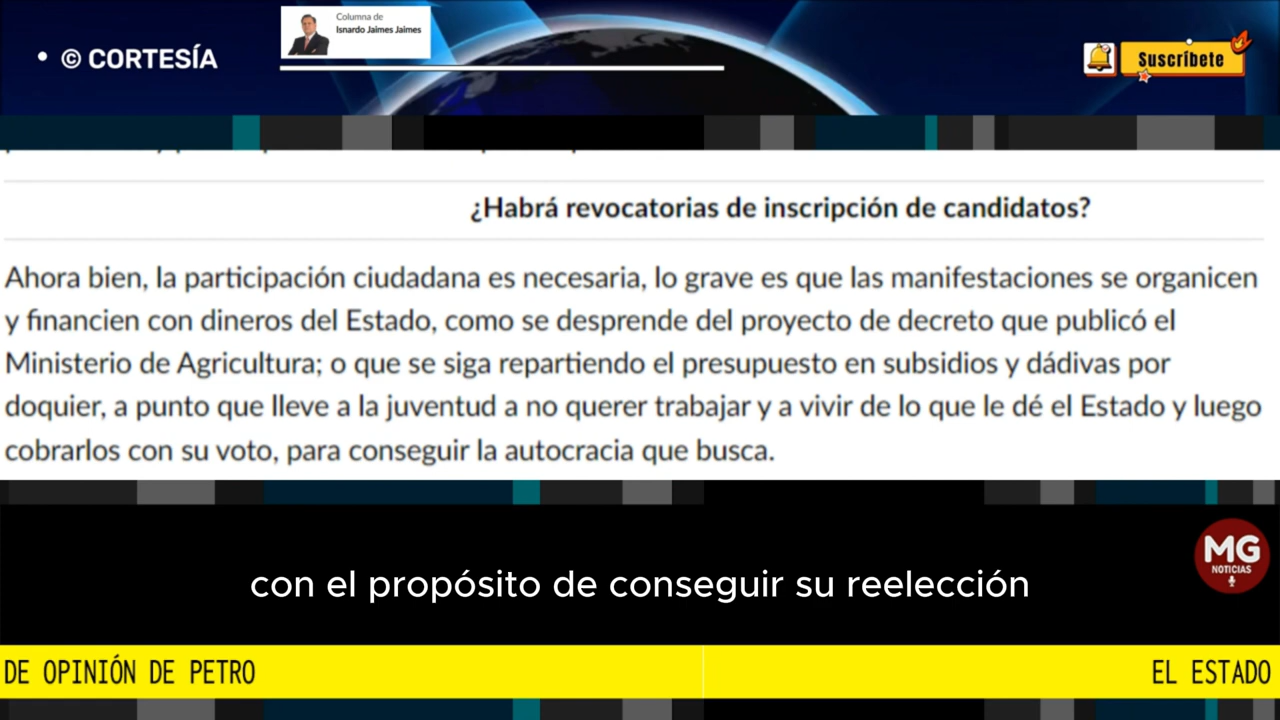 • © CORTESÍA
Columna de
Isnardo Jaimes Jaimes
Suscríbete
¿Habrá revocatorias de inscripción de candidatos?
Ahora bien, la participación ciudadana es necesaria, lo grave es que las manifestaciones se organicen
y financien con dineros del Estado, como se desprende del proyecto de decreto que publicó el
Ministerio de Agricultura; o que se siga repartiendo el presupuesto en subsidios y dádivas por
doquier, a punto que lleve a la juventud a no querer trabajar y a vivir de lo que le dé el Estado y luego
cobrarlos con su voto, para conseguir la autocracia que busca.
MG
NOTICIAS
con el propósito de conseguir su reelección
DE OPINIÓN DE PETRO
EL ESTADO